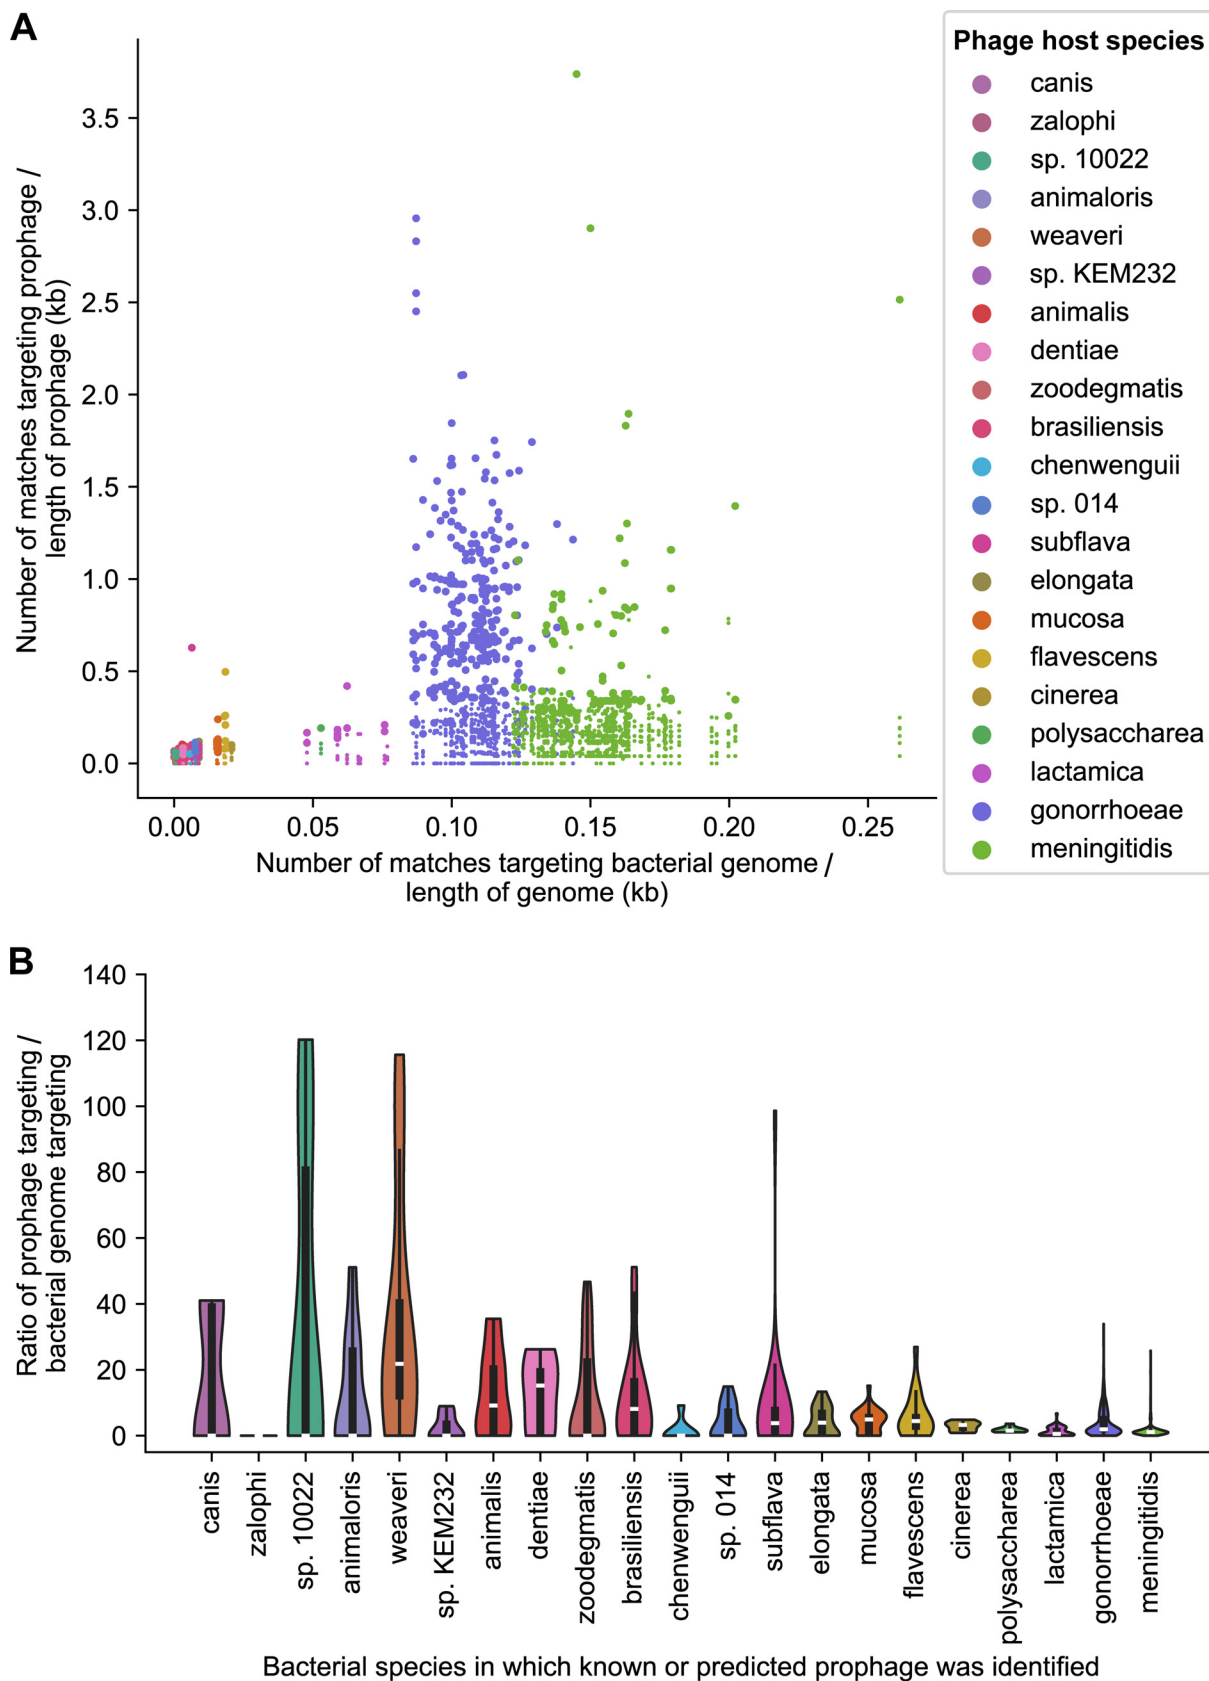 A
Number of matches targeting prophage /
length of prophage (kb)
3.5
3.0
2.5
2.0
1.5
1.0
0.5
0.0
0.00 0.05 0.10 0.15 0.20 0.25
Number of matches targeting bacterial genome /
length of genome (kb)
Phage host species
canis
zalophi
sp. 10022
animaloris
weaveri
sp. KEM232
animalis
dentiae
zoodegmatis
brasiliensis
chenwenguii
sp. 014
subflava
elongata
mucosa
flavescens
cinerea
polysaccharea
lactamica
gonorrhoeae
meningitidis
B
Ratio of prophage targeting /
bacterial genome targeting
140
120
100
80
60
40
20
0
canis
zalophi
sp. 10022
animaloris
weaveri
sp. KEM232
animalis
dentiae
zoodegmatis
brasiliensis
chenwenguii
sp. 014
subflava
elongata
mucosa
flavescens
cinerea
polysaccharea
lactamica
gonorrhoeae
meningitidis
Bacterial species in which known or predicted prophage was identified